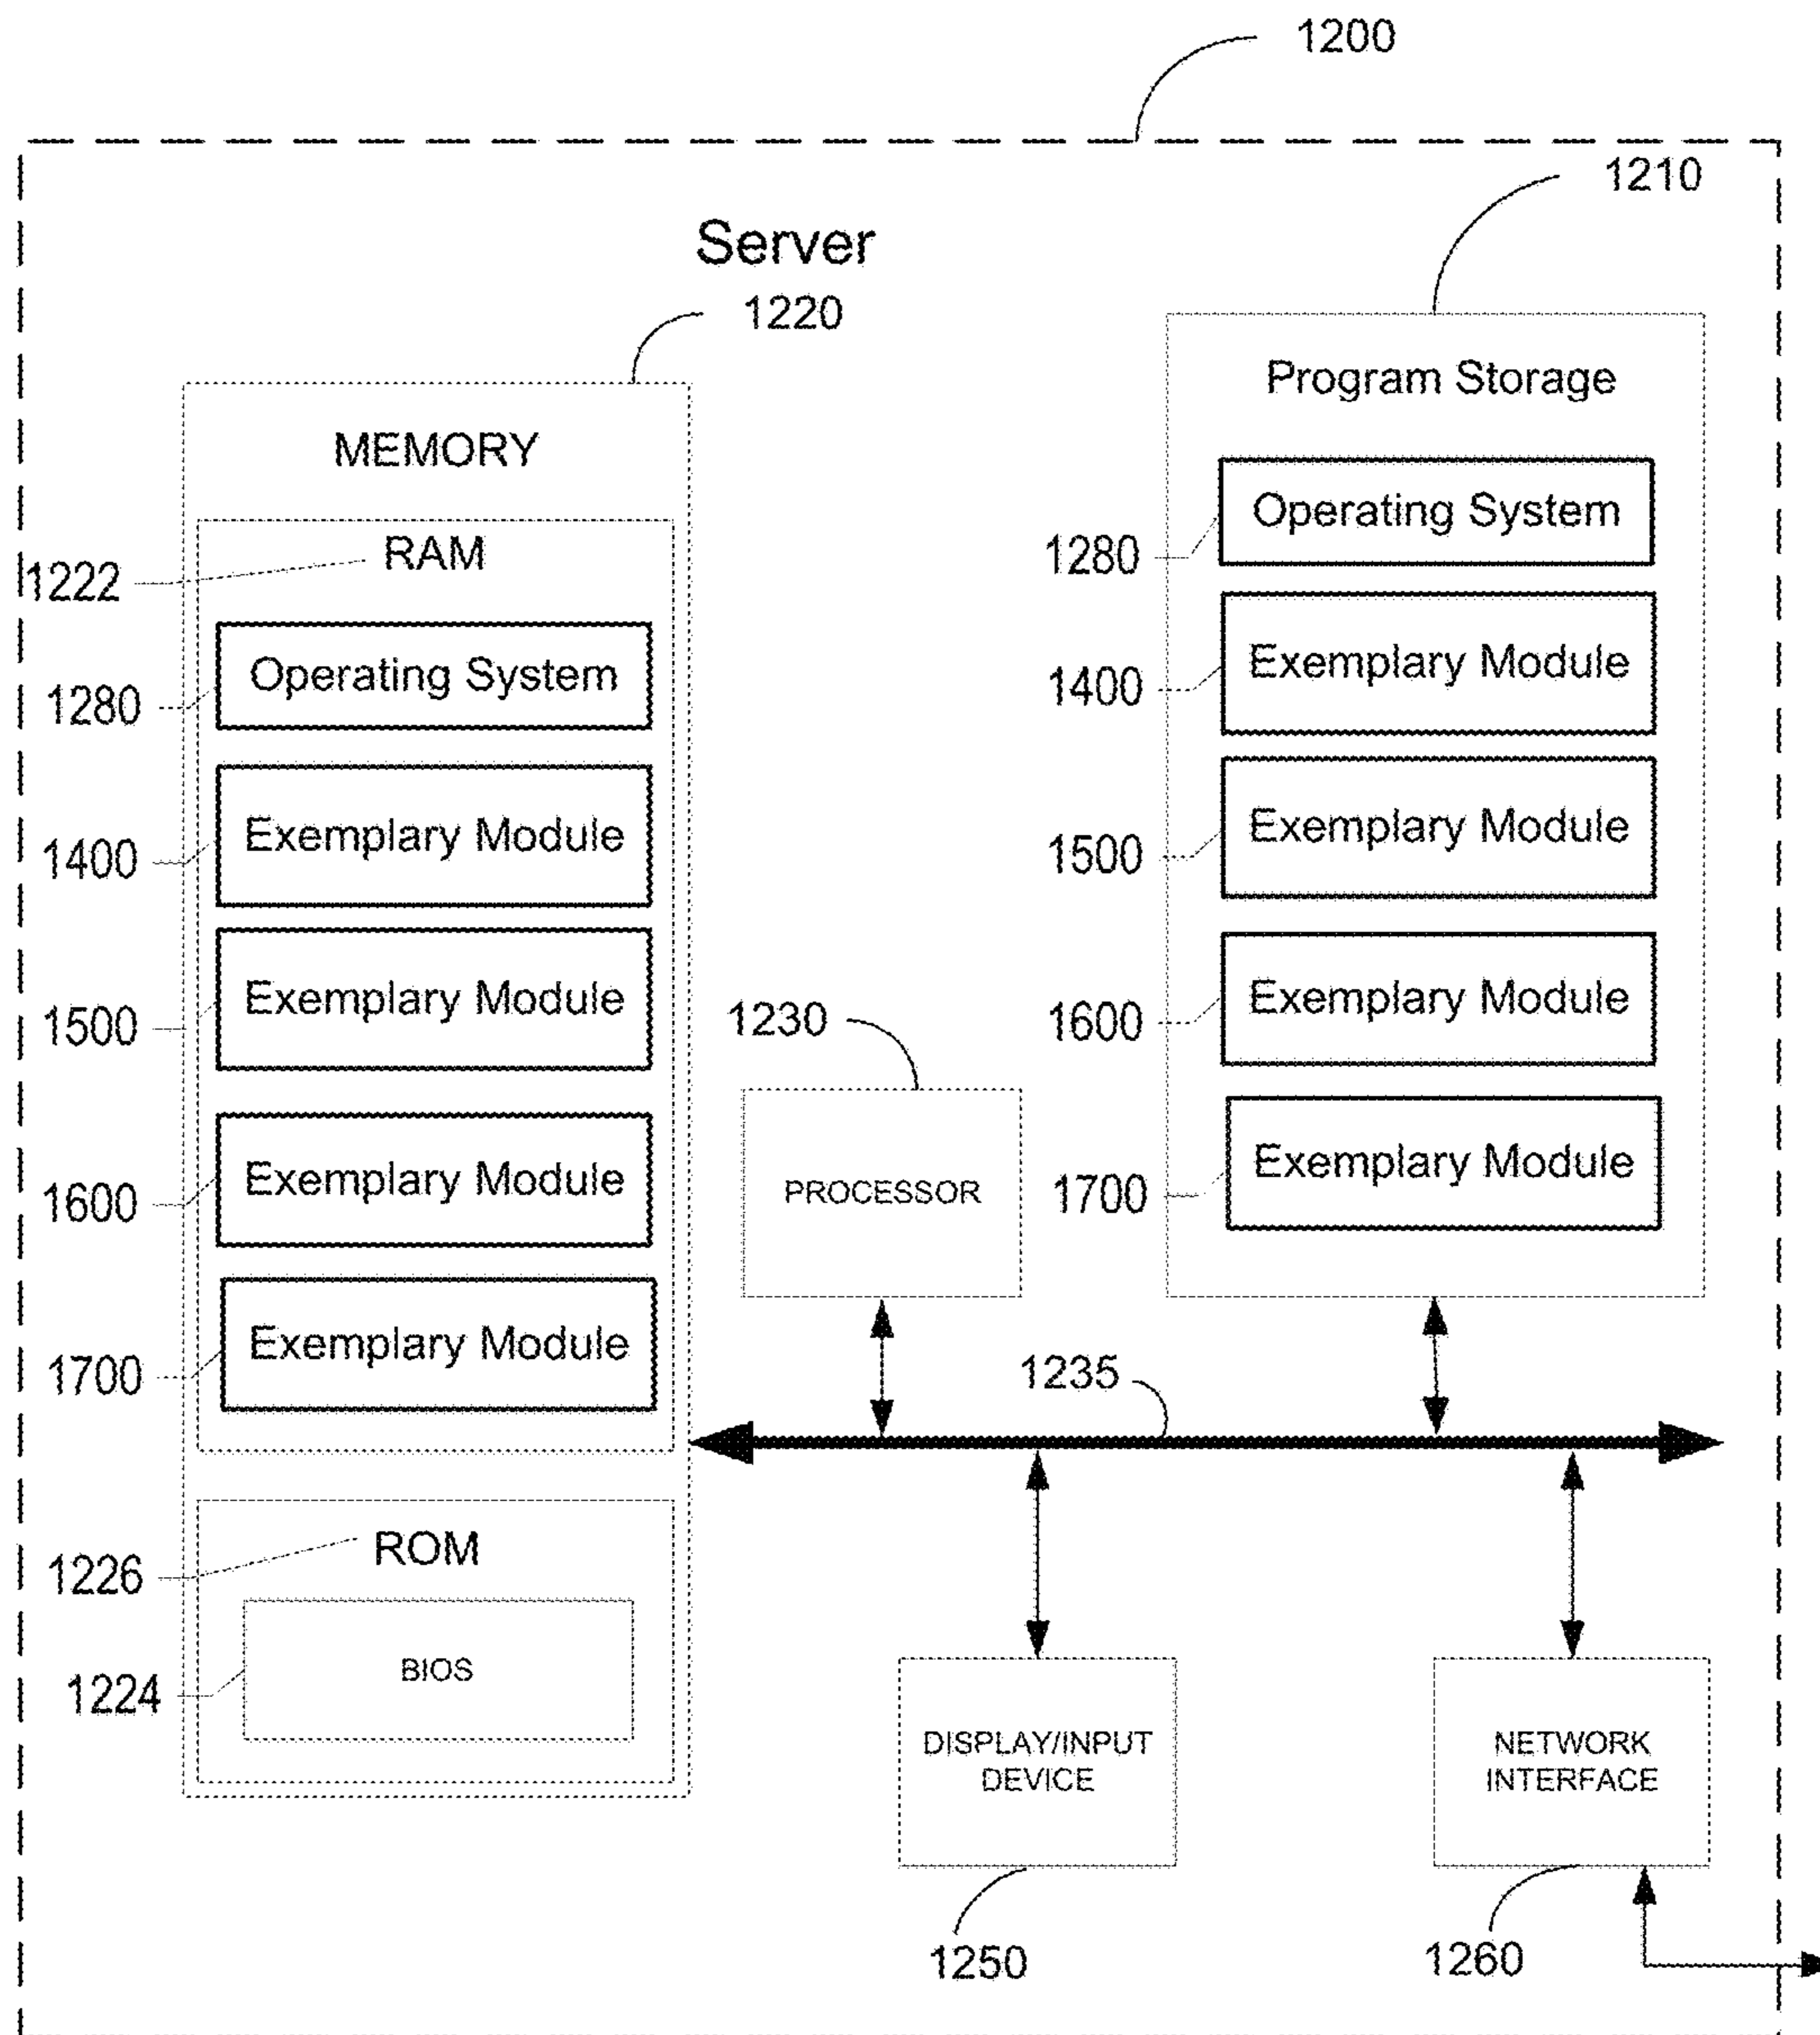 1200
1210
Server
1220
Program Storage
MEMORY
Operating System
1280
RAM
1222
Exemplary Module
1400
Operating System
1280
Exemplary Module
1500
Exemplary Module
1400
Exemplary Module
1600
Exemplary Module
1500
1230
Exemplary Module
1700
PROCESSOR
Exemplary Module
1600
Exemplary Module
1700
1235
ROM
1226
BIOS
1224
DISPLAY/INPUT
DEVICE
NETWORK
INTERFACE
1250
1260